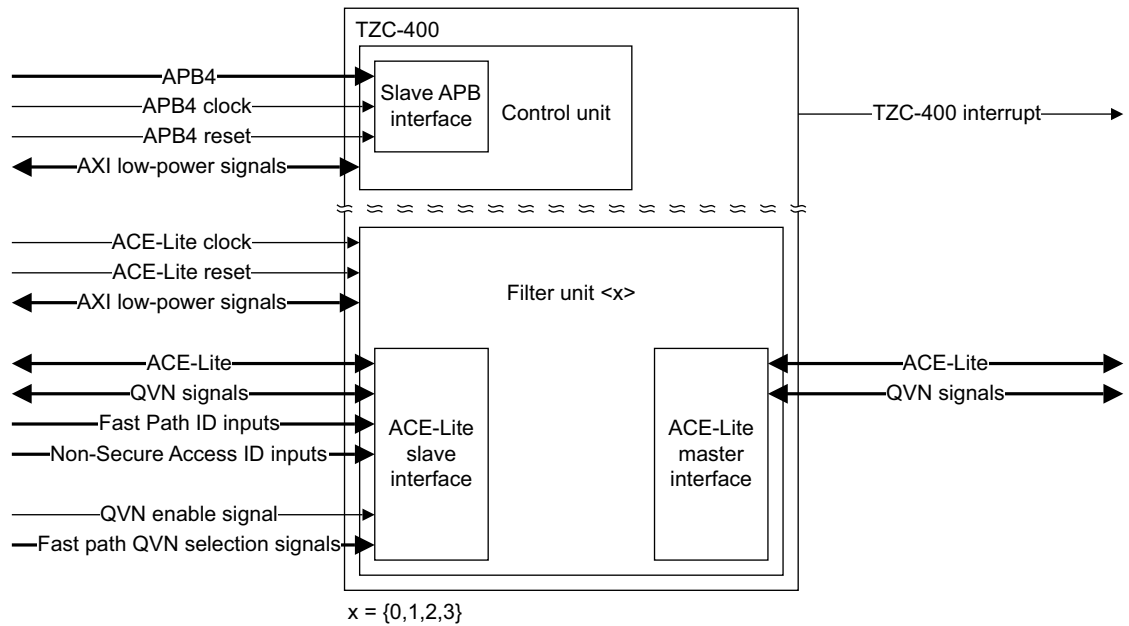 TZC-400
APB4
APB4 clock
APB4 reset
AXI low-power signals
Slave APB
interface
Control unit
TZC-400 interrupt
ACE-Lite clock
ACE-Lite reset
AXI low-power signals
Filter unit <x>
ACE-Lite
QVN signals
Fast Path ID inputs
Non-Secure Access ID inputs
QVN enable signal
Fast path QVN selection signals
ACE-Lite
slave
interface
ACE-Lite
master
interface
ACE-Lite
QVN signals
x = {0,1,2,3}